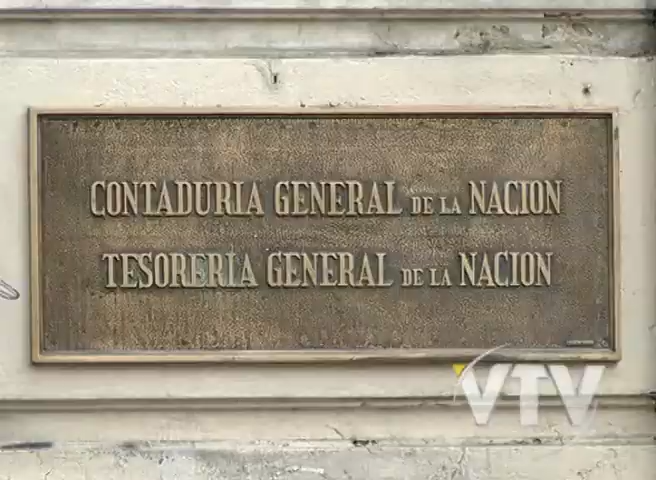 CONTADURIA GENERAL DE LA NACION
TESORERIA GENERAL DE LA NACION
VTV